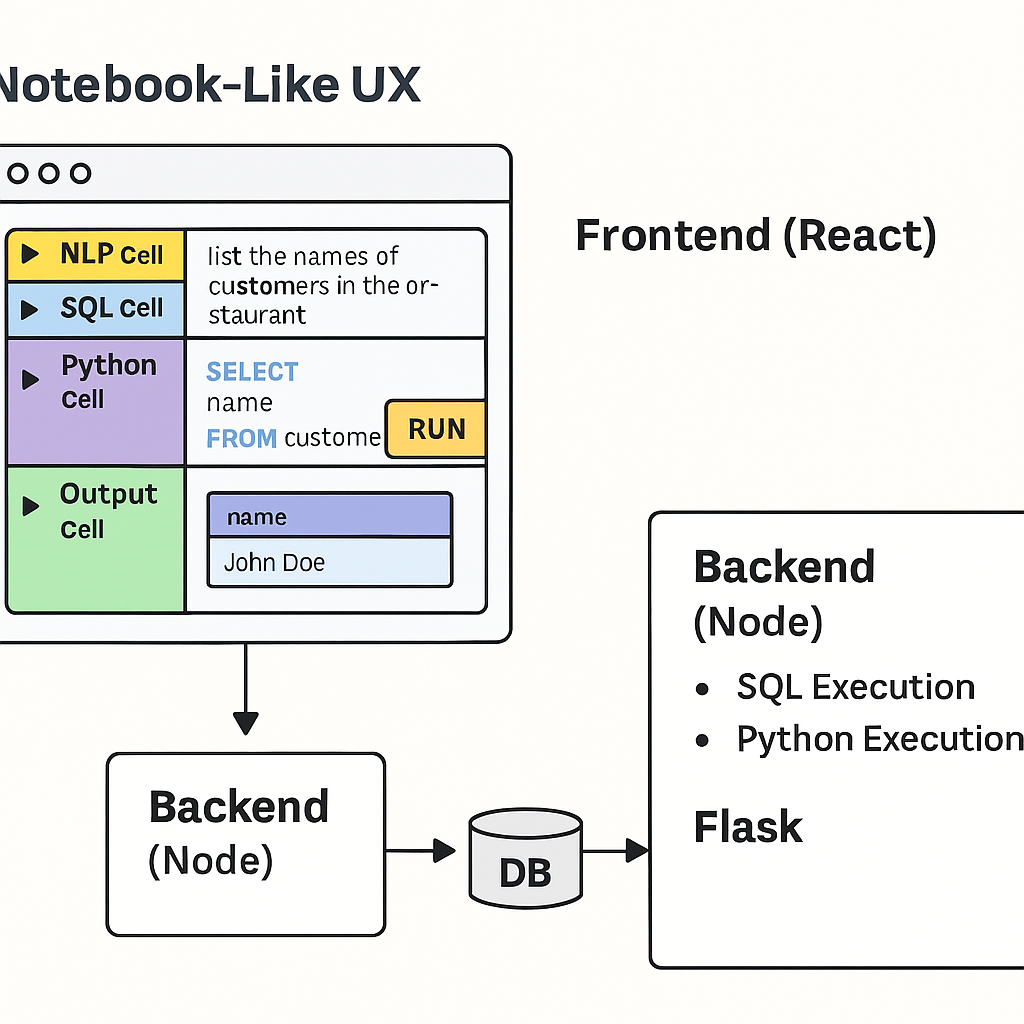 Notebook-Like UX
Frontend (React)
NLP Cell
SQL Cell
list the names of
customers in the or-
staurant
Python
Cell
SELECT
name
FROM custome
RUN
Output
Cell
name
John Doe
Backend
(Node)
DB
Backend
(Node)
• SQL Execution
• Python Execution
Flask